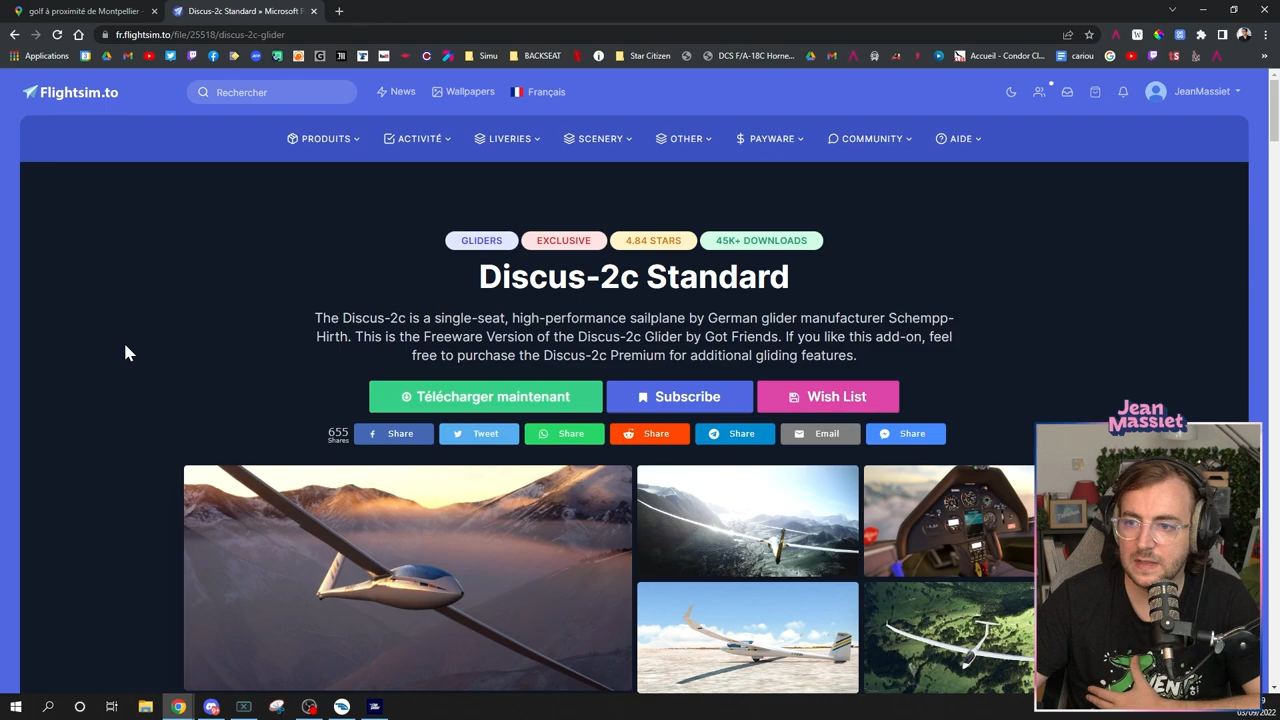 golf à proximité de Montpellier -
Discus-2c Standard » Microsoft F
fr.flightsim.to/file/25518/discus-2c-glider
Applications
Simu
BACKSEAT
Star Citizen
DCS F/A-18C Horne...
Accueil - Condor Cl...
cariou
Flightsim.to
Rechercher
News
Wallpapers
Français
JeanMassiet
PRODUITS
ACTIVITÉ
LIVERIES
SCENERY
OTHER
PAYWARE
COMMUNITY
AIDE
GLIDERS
EXCLUSIVE
4.84 STARS
45K+ DOWNLOADS
Discus-2c Standard
The Discus-2c is a single-seat, high-performance sailplane by German glider manufacturer Schempp-
Hirth. This is the Freeware Version of the Discus-2c Glider by Got Friends. If you like this add-on, feel
free to purchase the Discus-2c Premium for additional gliding features.
Télécharger maintenant
Subscribe
Wish List
655
Shares
Share
Tweet
Share
Share
Share
Email
Share
Jean
Massiet
03/09/2022